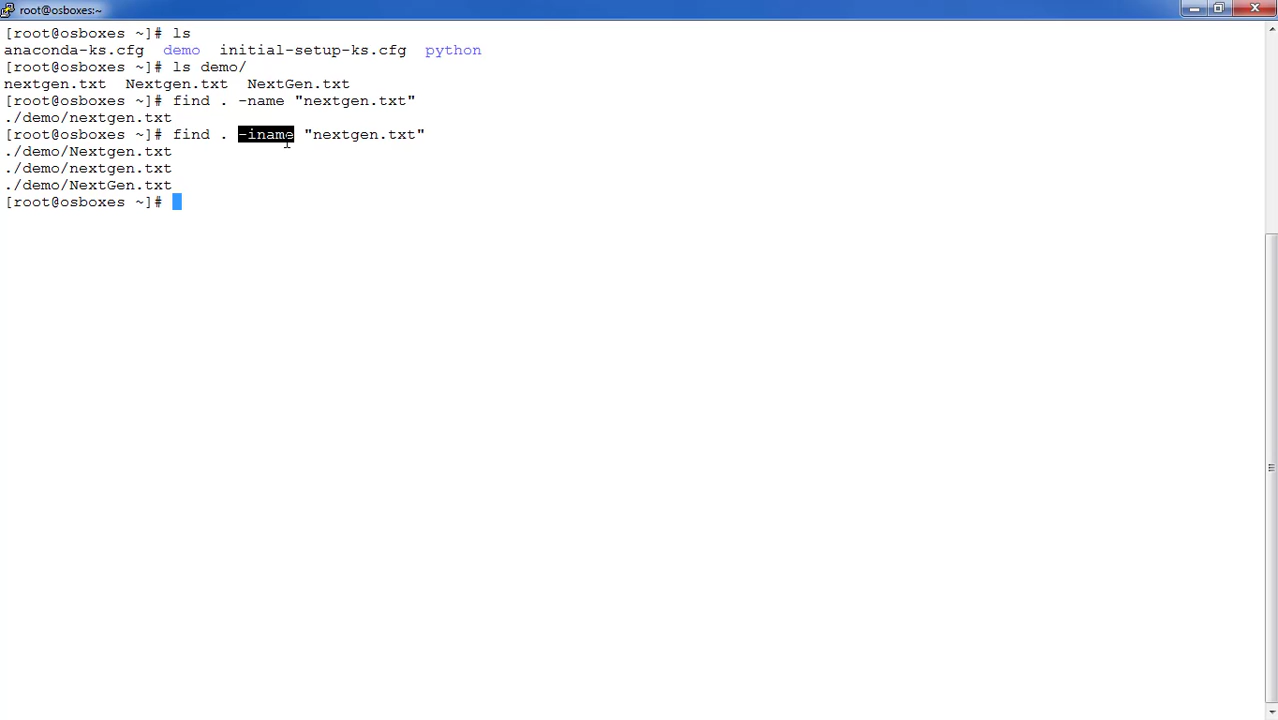 root@osboxes:~
[root@osboxes ~]# ls
anaconda-ks.cfg  demo  initial-setup-ks.cfg  python
[root@osboxes ~]# ls demo/
nextgen.txt  Nextgen.txt  NextGen.txt
[root@osboxes ~]# find . -name "nextgen.txt"
./demo/nextgen.txt
[root@osboxes ~]# find . -iname "nextgen.txt"
./demo/Nextgen.txt
./demo/nextgen.txt
./demo/NextGen.txt
[root@osboxes ~]#